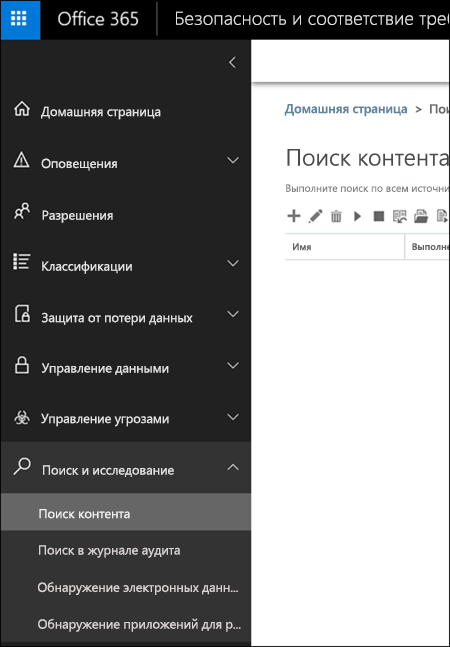 Office 365 Безопасность и соответствие треб
Домашняя страница > Пои
Поиск контента
Выполните поиск по всем источни
Имя Выполне
Домашняя страница
Оповещения
Разрешения
Классификации
Защита от потери данных
Управление данными
Управление угрозами
Поиск и исследование
Поиск контента
Поиск в журнале аудита
Обнаружение электронных данн...
Обнаружение приложений для р...